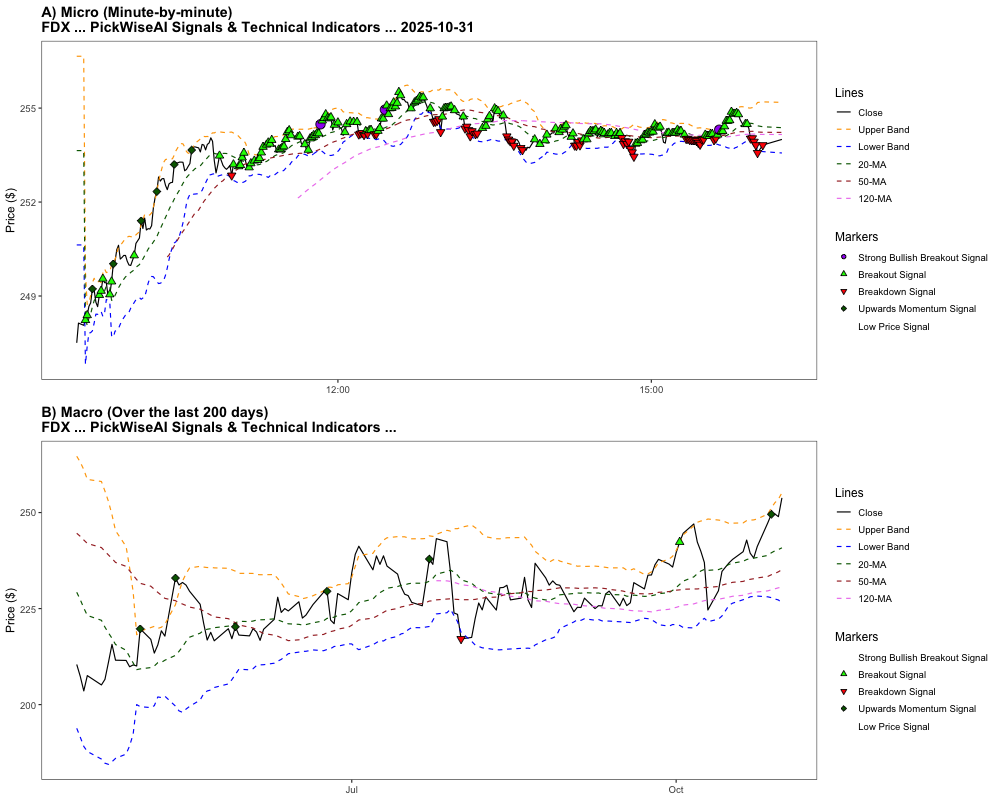 A) Micro (Minute-by-minute)
FDX ... PickWiseAI Signals & Technical Indicators ... 2025-10-31
Price ($)
255
252
249
12:00
15:00
Lines
Close
Upper Band
Lower Band
20-MA
50-MA
120-MA
Markers
Strong Bullish Breakout Signal
Breakout Signal
Breakdown Signal
Upwards Momentum Signal
Low Price Signal
B) Macro (Over the last 200 days)
FDX ... PickWiseAI Signals & Technical Indicators ...
Price ($)
250
225
200
Jul
Oct
Lines
Close
Upper Band
Lower Band
20-MA
50-MA
120-MA
Markers
Strong Bullish Breakout Signal
Breakout Signal
Breakdown Signal
Upwards Momentum Signal
Low Price Signal